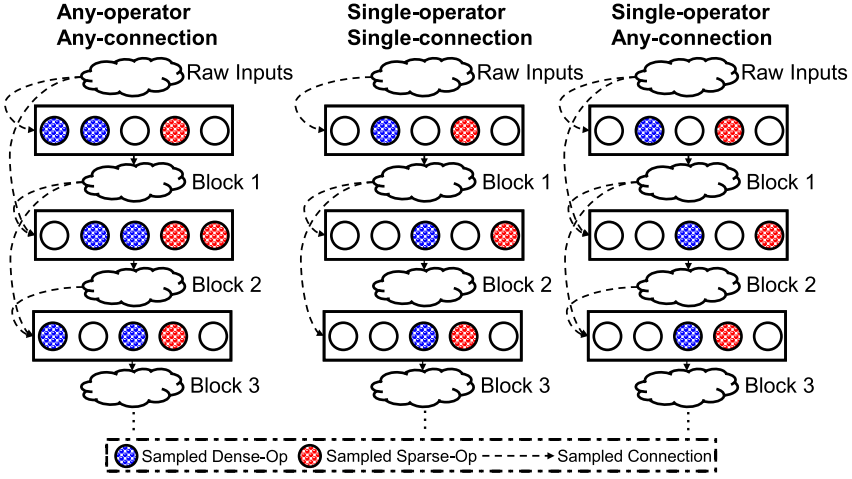 Any-operator
Any-connection
Single-operator
Single-connection
Single-operator
Any-connection
Raw Inputs
Raw Inputs
Raw Inputs
Block 1
Block 1
Block 1
Block 2
Block 2
Block 2
Block 3
Block 3
Block 3
Sampled Dense-Op
Sampled Sparse-Op
Sampled Connection